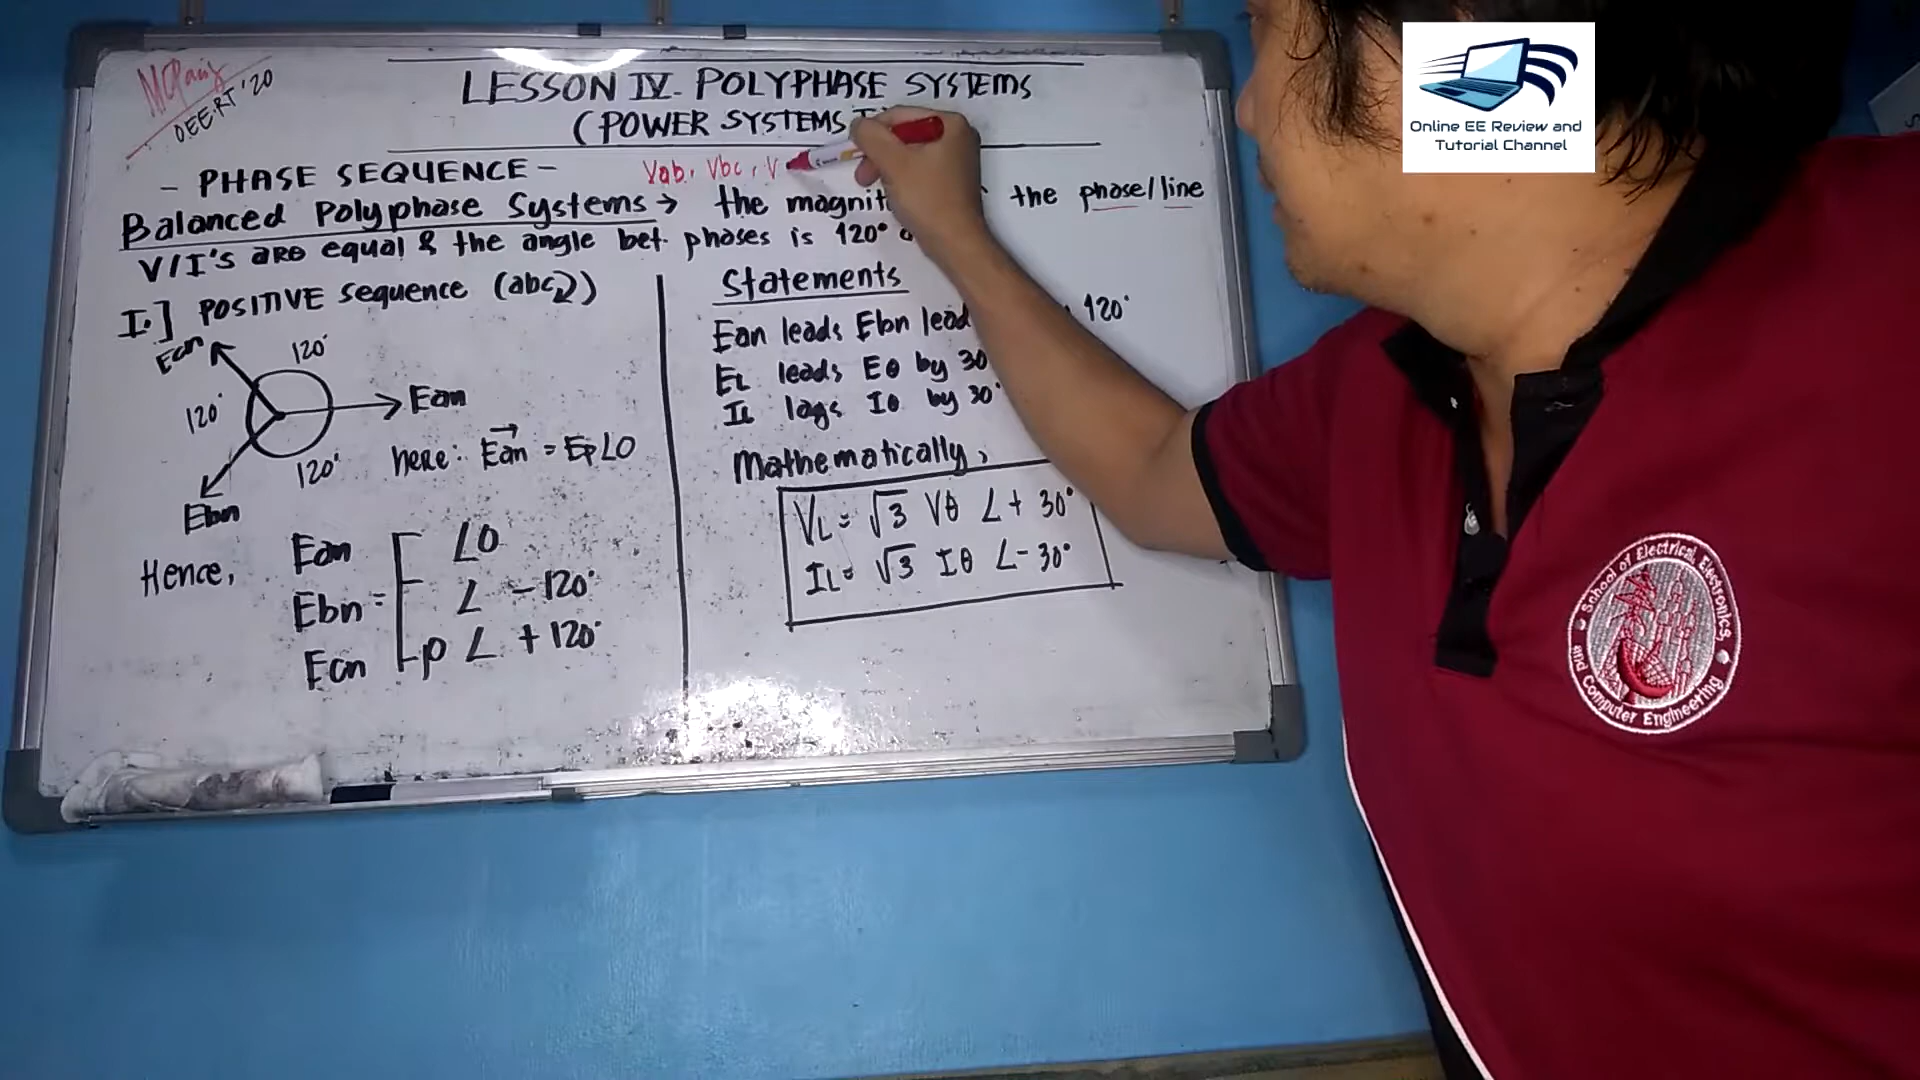 O.EE.RT '20
LESSON IV. POLYPHASE SYSTEMS
(POWER SYSTEMS
- PHASE SEQUENCE -
Vab, Vbc, V
Balanced Polyphase Systems → the magnit the phase/line
V/I's are equal & the angle bet. phases is 120°
I.] POSITIVE sequence (abc)
Ecn
120°
120°
Ean
120°
Ebn
here: Ean = Ep∠0
Hence,
Ean ∠0
Ebn = ∠ -120°
Ecn p ∠ +120°
Statements
Ean leads Ebn lead 120°
EL leads Eθ by 30
IL lags Iθ by 30°
Mathematically,
VL = √3 Vθ ∠+ 30°
IL = √3 Iθ ∠- 30°
Online EE Review and
Tutorial Channel
School of Electrical, Electronics,
and Computer Engineering